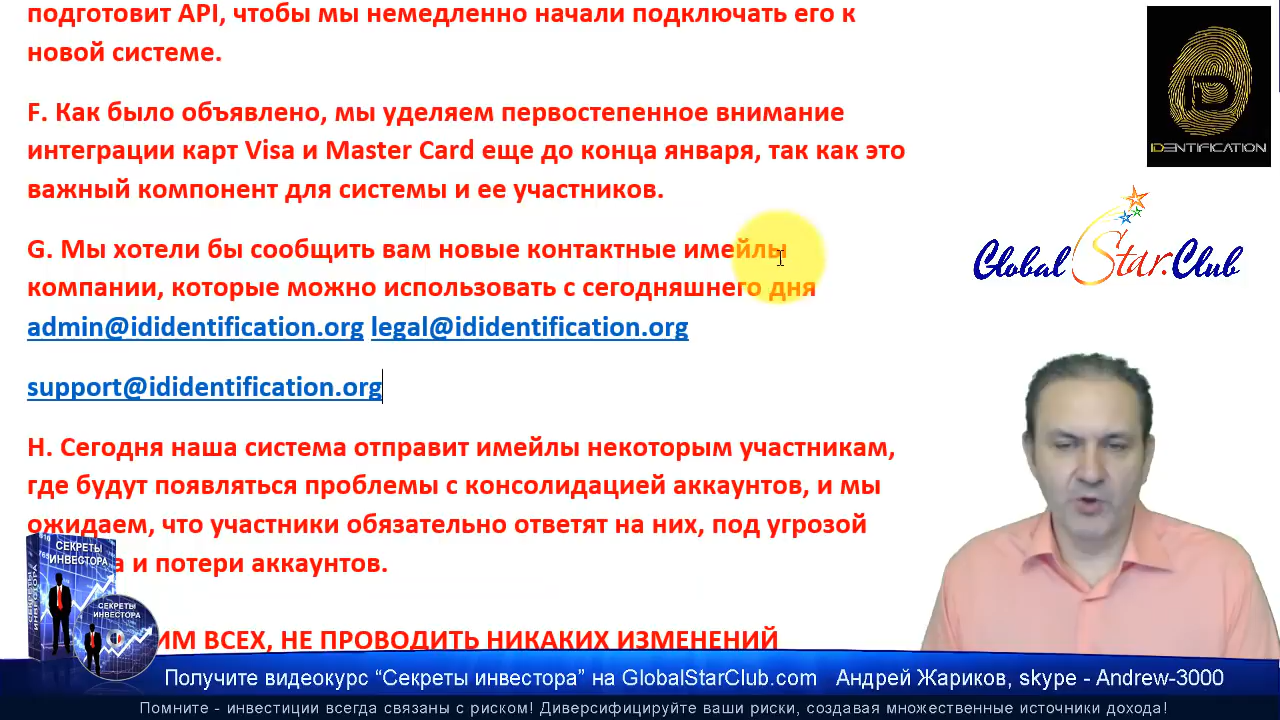 подготовит API, чтобы мы немедленно начали подключать его к
новой системе.
F. Как было объявлено, мы уделяем первостепенное внимание
интеграции карт Visa и Master Card еще до конца января, так как это
важный компонент для системы и ее участников.
G. Мы хотели бы сообщить вам новые контактные имейлы
компании, которые можно использовать с сегодняшнего дня
admin@ididentification.org legal@ididentification.org
support@ididentification.org
H. Сегодня наша система отправит имейлы некоторым участникам,
где будут появляться проблемы с консолидацией аккаунтов, и мы
ожидаем, что участники обязательно ответят на них, под угрозой
и потери аккаунтов.
ВСЕХ, НЕ ПРОВОДИТЬ НИКАКИХ ИЗМЕНЕНИЙ
ID
IDENTIFICATION
Global Star.Club
СЕКРЕТЫ
ИНВЕСТОРА
СЕКРЕТЫ
ИНВЕСТОРА
Получите видеокурс “Секреты инвестора” на GlobalStarClub.com Андрей Жариков, skype - Andrew-3000
Помните - инвестиции всегда связаны с риском! Диверсифицируйте ваши риски, создавая множественные источники дохода!